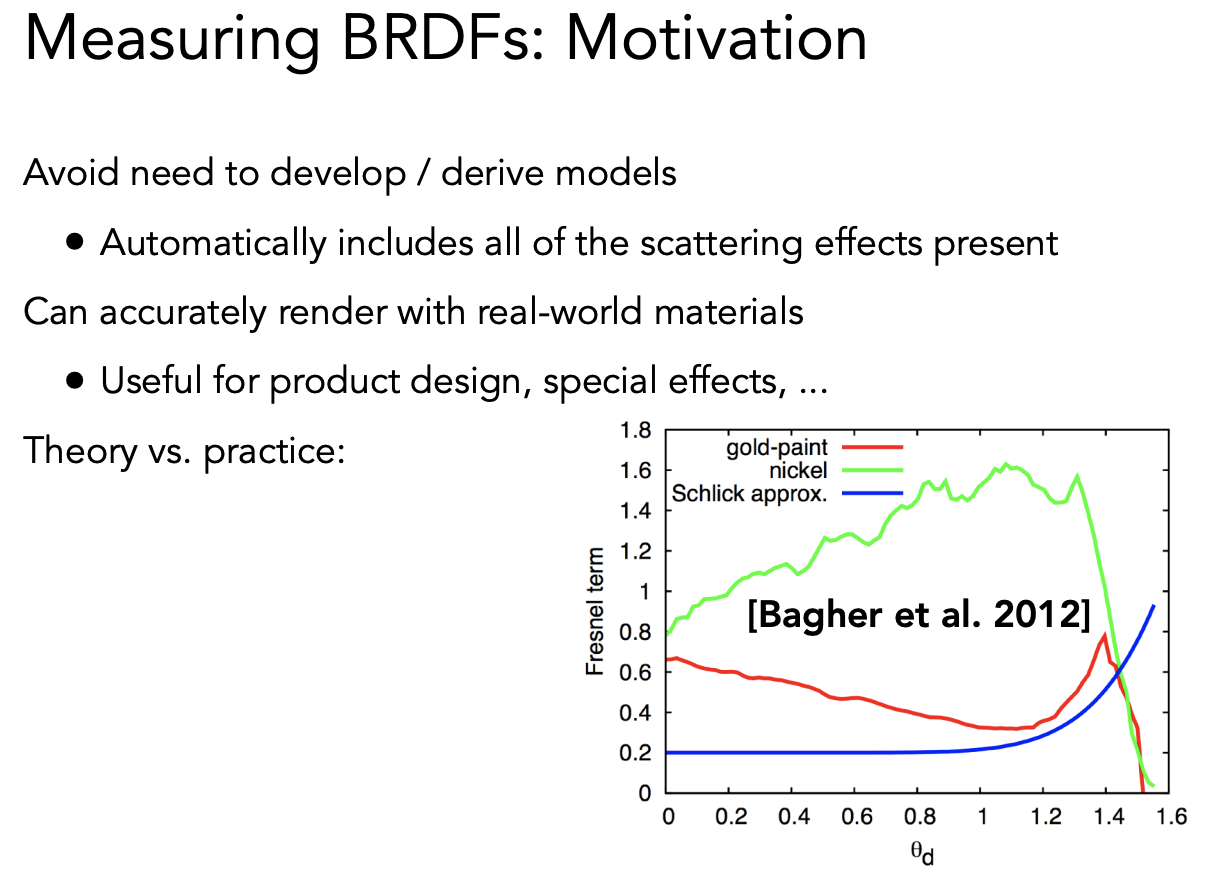 Measuring BRDFs: Motivation
Avoid need to develop / derive models
• Automatically includes all of the scattering effects present
Can accurately render with real-world materials
• Useful for product design, special effects, ...
Theory vs. practice:
gold-paint
nickel
Schlick approx.
[Bagher et al. 2012]
Fresnel term
1.8
1.6
1.4
1.2
1
0.8
0.6
0.4
0.2
0
0 0.2 0.4 0.6 0.8 1 1.2 1.4 1.6
θd